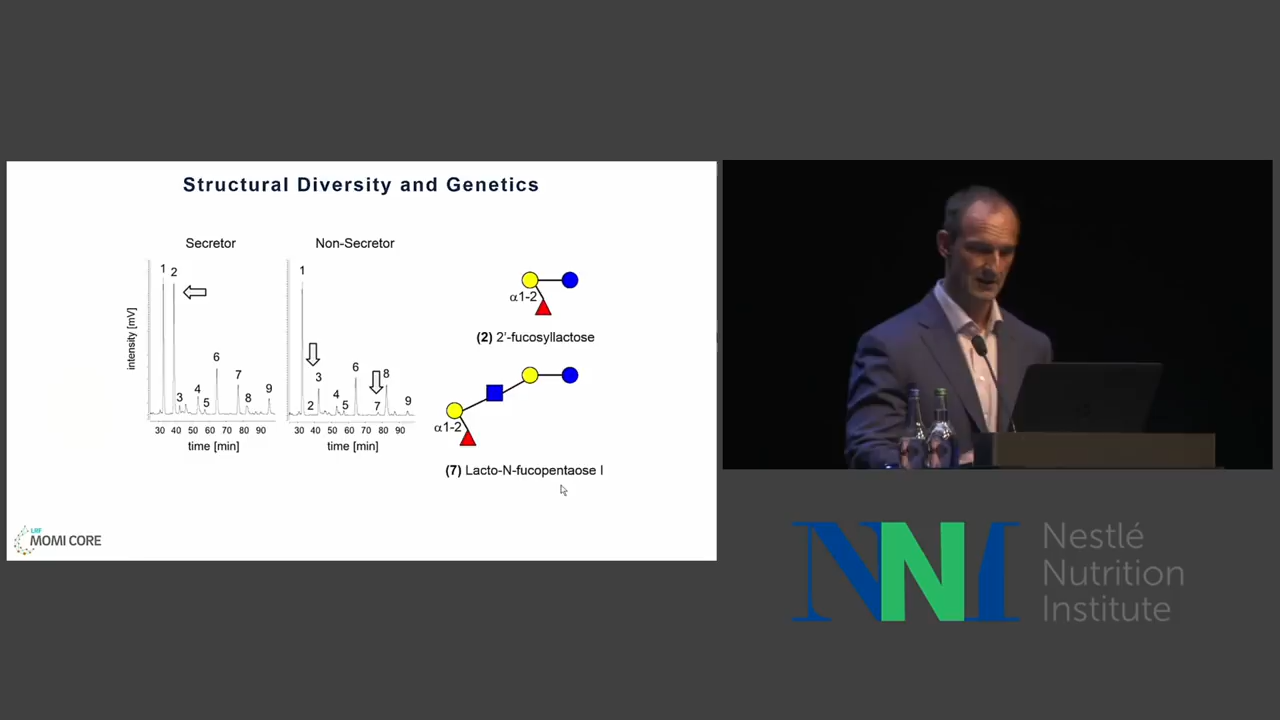 Structural Diversity and Genetics
Secretor
Non-Secretor
intensity [mV]
1
2
3
4
5
6
7
8
9
30 40 50 60 70 80 90
time [min]
1
2
3
4
5
6
7
8
9
30 40 50 60 70 80 90
time [min]
α1-2
(2) 2'-fucosyllactose
α1-2
(7) Lacto-N-fucopentaose I
LRF
MOMI CORE
NNI
Nestlé
Nutrition
Institute